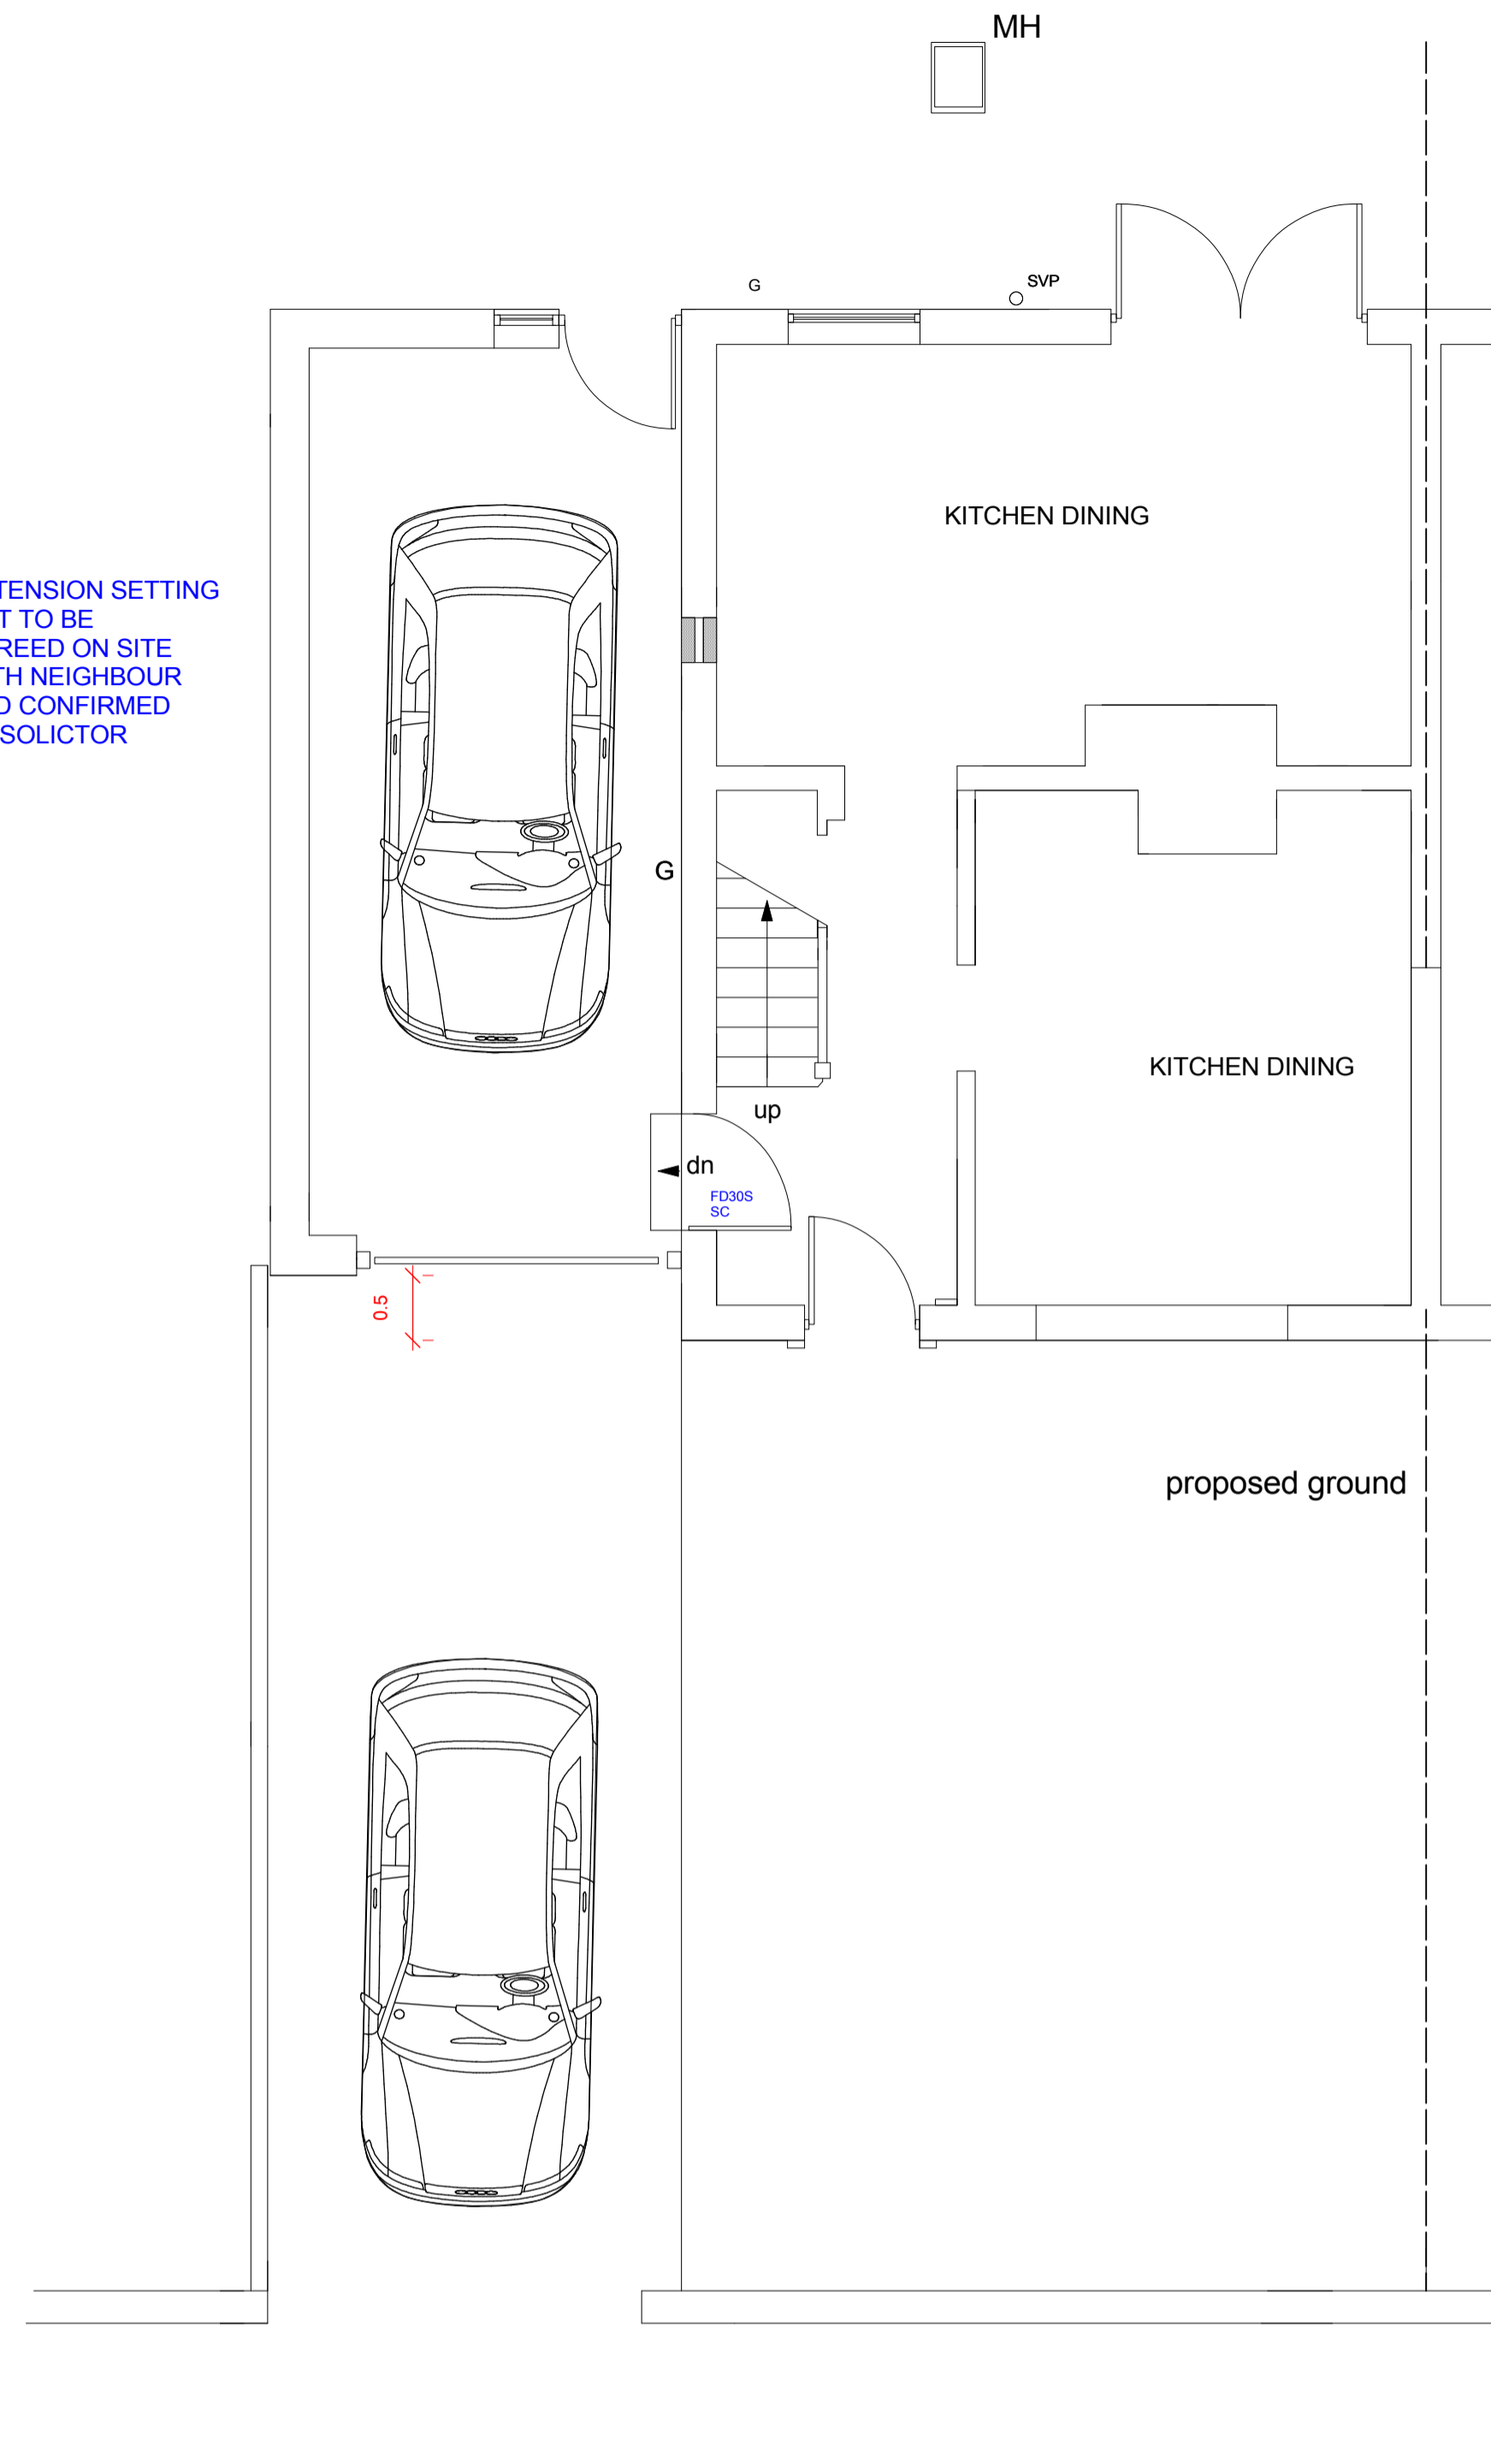 MH
SVP
G
KITCHEN DINING
TENSION SETTING
T TO BE
REED ON SITE
TH NEIGHBOUR
D CONFIRMED
SOLICTOR
G
KITCHEN DINING
up
dn
FD30S
SC
0.5
proposed ground